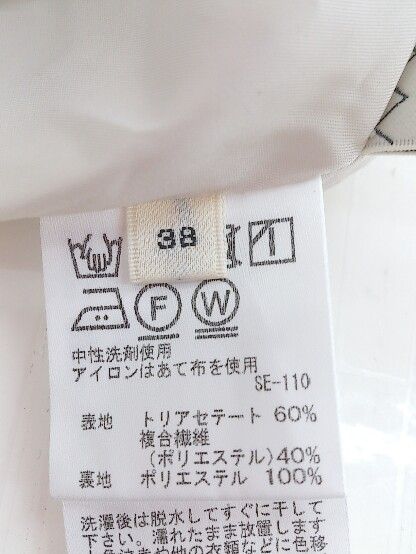 38
F W
中性洗剤使用
アイロンはあて布を使用
SE-110
表地 トリアセテート 60%
複合繊維
(ポリエステル)40%
裏地 ポリエステル 100%
洗濯後は脱水してすぐに干して
下さい。濡れたまま放置します